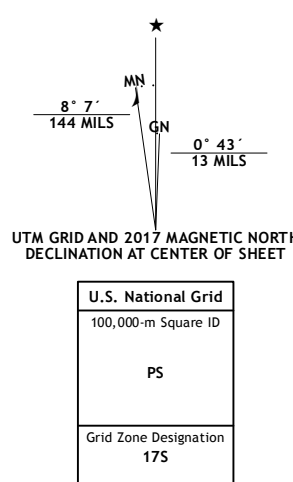 ★
MN
8° 7´
144 MILS
GN
0° 43´
13 MILS
UTM GRID AND 2017 MAGNETIC NORTH
DECLINATION AT CENTER OF SHEET
U.S. National Grid
100,000-m Square ID
PS
Grid Zone Designation
17S